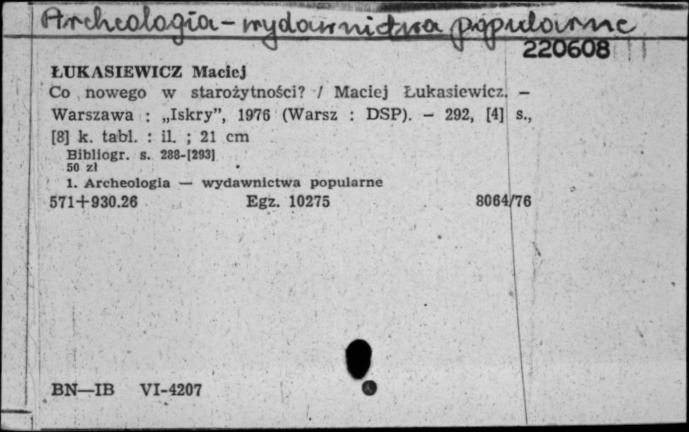 Archeologia - wydawnictwa popularne
220608
ŁUKASIEWICZ Maciej
Co nowego w starożytności? / Maciej Łukasiewicz. —
Warszawa : „Iskry”, 1976 (Warsz : DSP). — 292, [4] s.,
[8] k. tabl. : il. ; 21 cm
Bibliogr. s. 288-[293]
50 zł
1. Archeologia — wydawnictwa popularne
571+930.26 Egz. 10275 8064/76
BN—IB VI-4207